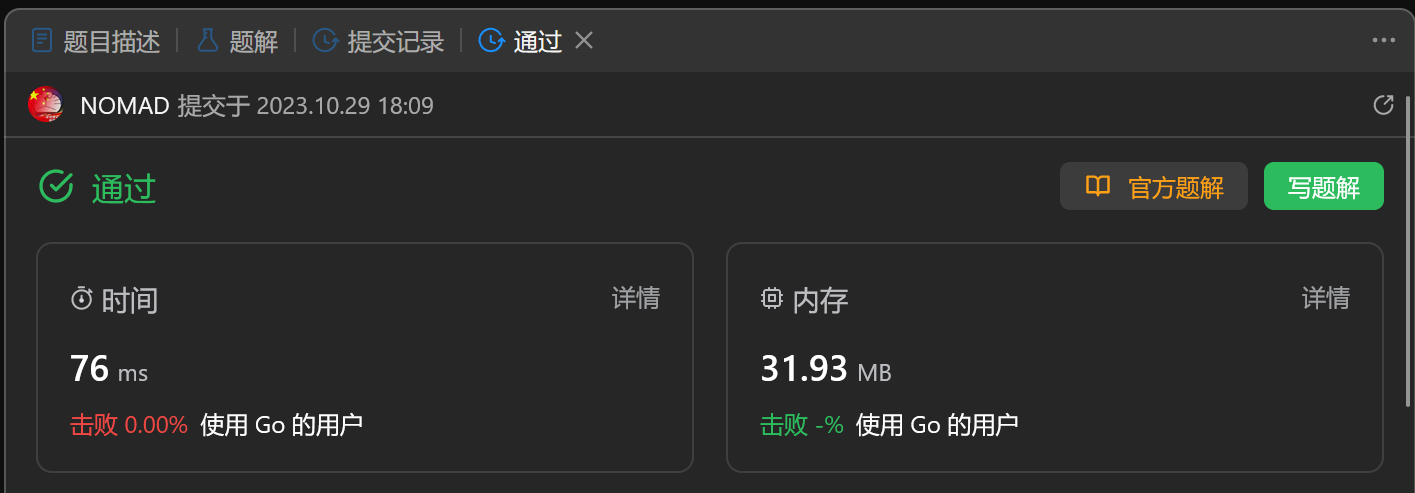 题目描述 题解 提交记录 通过
NOMAD 提交于 2023.10.29 18:09
通过 官方题解 写题解
时间 详情
76 ms
击败 0.00% 使用 Go 的用户
内存 详情
31.93 MB
击败 -% 使用 Go 的用户